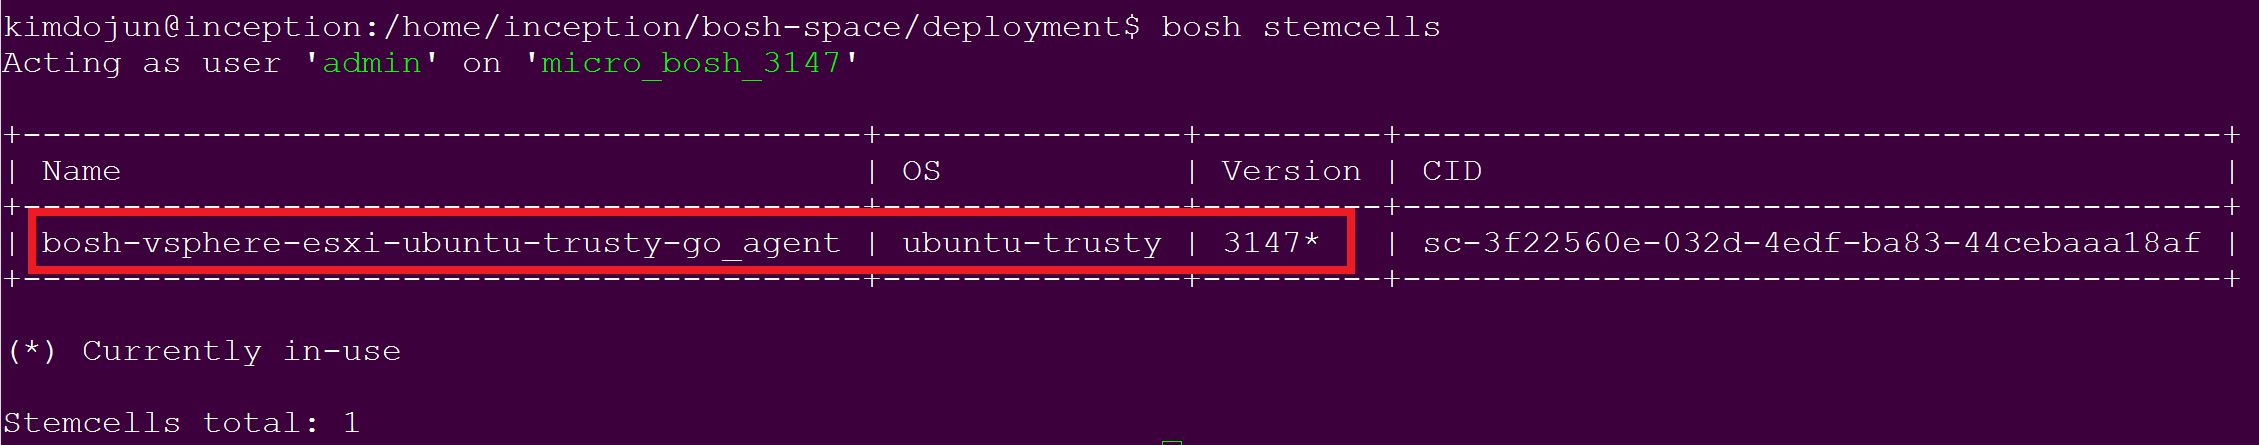 kimdojun@inception:/home/inception/bosh-space/deployment$ bosh stemcells
Acting as user 'admin' on 'micro_bosh_3147'
+------------------------------------------+---------------+---------+-----------------------------------------+
| Name                                     | OS            | Version | CID                                     |
+------------------------------------------+---------------+---------+-----------------------------------------+
| bosh-vsphere-esxi-ubuntu-trusty-go_agent | ubuntu-trusty | 3147*   | sc-3f22560e-032d-4edf-ba83-44cebaaa18af |
+------------------------------------------+---------------+---------+-----------------------------------------+
(*) Currently in-use
Stemcells total: 1